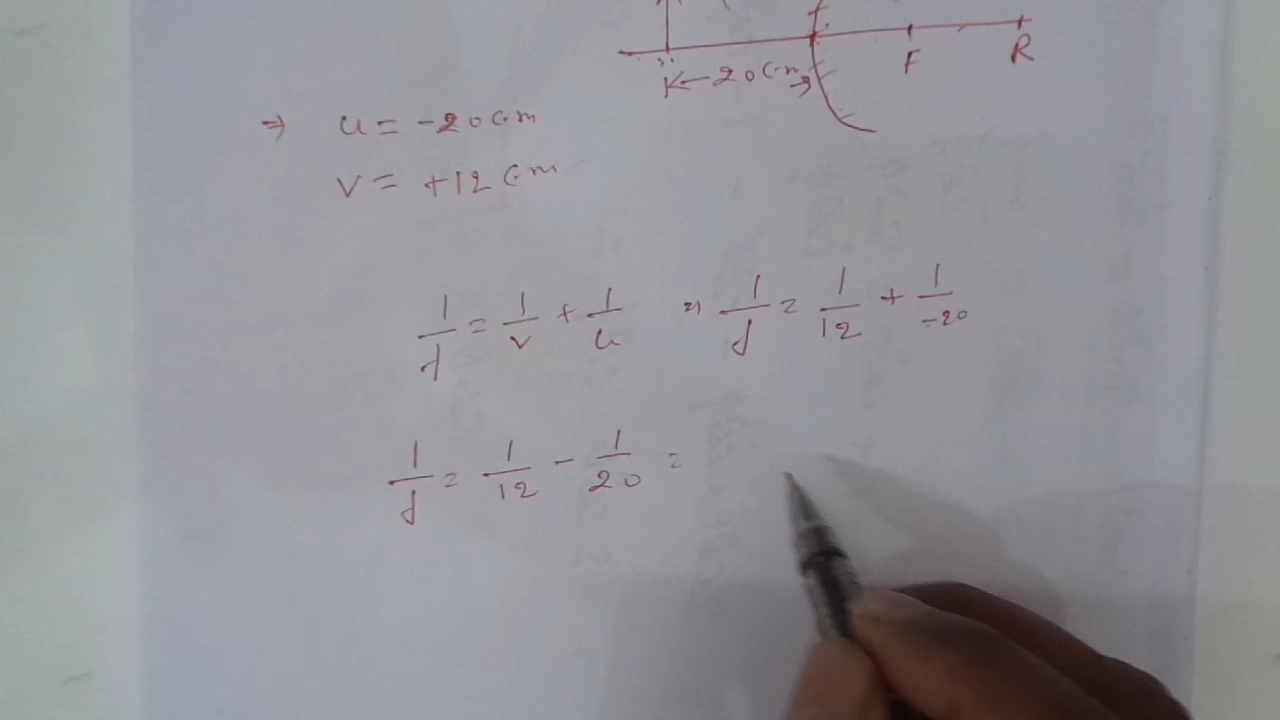 F R
K← 20 cm →
⇒ u = -20 cm
v = +12 cm
1/f = 1/v + 1/u ⇒ 1/f = 1/12 + 1/-20
1/f = 1/12 - 1/20 =